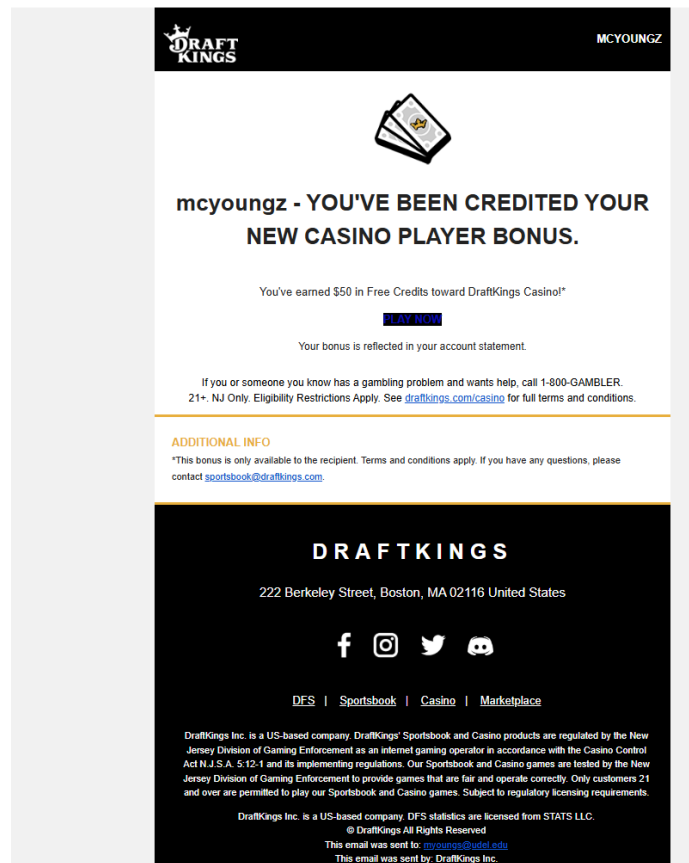 DRAFT
KINGS
MCYOUNGZ
mcyoungz - YOU'VE BEEN CREDITED YOUR
NEW CASINO PLAYER BONUS.
You've earned $50 in Free Credits toward DraftKings Casino!*
PLAY NOW
Your bonus is reflected in your account statement.
If you or someone you know has a gambling problem and wants help, call 1-800-GAMBLER.
21+. NJ Only. Eligibility Restrictions Apply. See draftkings.com/casino for full terms and conditions.
ADDITIONAL INFO
*This bonus is only available to the recipient. Terms and conditions apply. If you have any questions, please
contact sportsbook@draftkings.com.
DRAFTKINGS
222 Berkeley Street, Boston, MA 02116 United States
DFS | Sportsbook | Casino | Marketplace
DraftKings Inc. is a US-based company. DraftKings' Sportsbook and Casino products are regulated by the New
Jersey Division of Gaming Enforcement as an internet gaming operator in accordance with the Casino Control
Act N.J.S.A. 5:12-1 and its implementing regulations. Our Sportsbook and Casino games are tested by the New
Jersey Division of Gaming Enforcement to provide games that are fair and operate correctly. Only customers 21
and over are permitted to play our Sportsbook and Casino games. Subject to regulatory licensing requirements.
DraftKings Inc. is a US-based company. DFS statistics are licensed from STATS LLC.
© DraftKings All Rights Reserved
This email was sent to: myoungs@udel.edu
This email was sent by: DraftKings Inc.